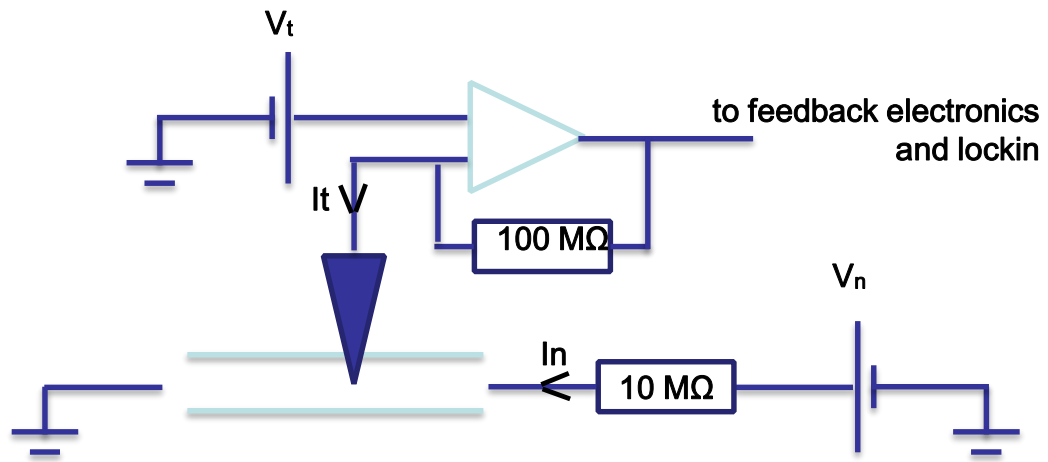 Vt
to feedback electronics
and lockin
It
100 MΩ
Vn
In
10 MΩ